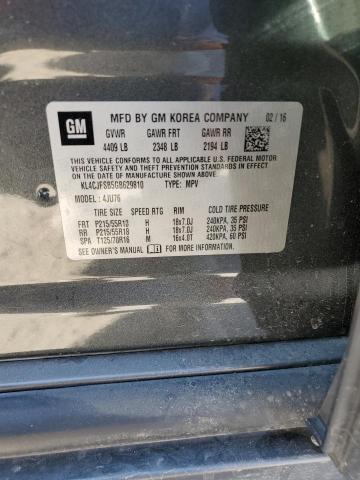 GM
MFD BY GM KOREA COMPANY 02/16
GVWR GAWR FRT GAWR RR
4409 LB 2348 LB 2194 LB
THIS VEHICLE CONFORMS TO ALL APPLICABLE U.S. FEDERAL MOTOR
VEHICLE SAFETY, BUMPER, AND THEFT PREVENTION STANDARDS IN
EFFECT ON THE DATE OF MANUFACTURE SHOWN ABOVE.
KL4CJFSB5GB629810 TYPE: MPV
MODEL: 4JU76
TIRE SIZE SPEED RTG RIM COLD TIRE PRESSURE
FRT P215/55R18 H 18x7.0J 240KPA, 35 PSI
RR P215/55R18 H 18x7.0J 240KPA, 35 PSI
SPA T125/70R16 M 16x4.0T 420KPA, 60 PSI
SEE OWNER'S MANUAL FOR MORE INFORMATION